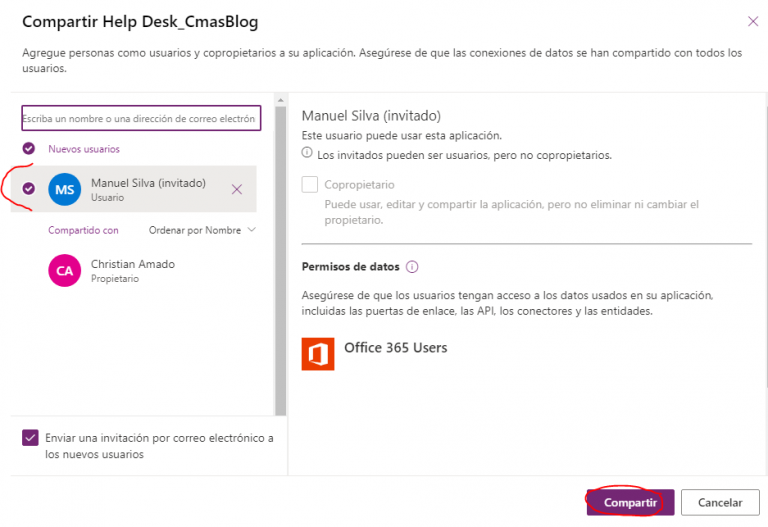 Compartir Help Desk_CmasBlog
Agregue personas como usuarios y copropietarios a su aplicación. Asegúrese de que las conexiones de datos se han compartido con todos los
usuarios.
Escriba un nombre o una dirección de correo electrón
Nuevos usuarios
MS
Manuel Silva (invitado)
Usuario
Compartido con
Ordenar por Nombre
CA
Christian Amado
Propietario
Enviar una invitación por correo electrónico a
los nuevos usuarios
Manuel Silva (invitado)
Este usuario puede usar esta aplicación.
Los invitados pueden ser usuarios, pero no copropietarios.
Copropietario
Puede usar, editar y compartir la aplicación, pero no eliminar ni cambiar el
propietario.
Permisos de datos
Asegúrese de que los usuarios tengan acceso a los datos usados en su aplicación,
incluidas las puertas de enlace, las API, los conectores y las entidades.
Office 365 Users
Compartir
Cancelar